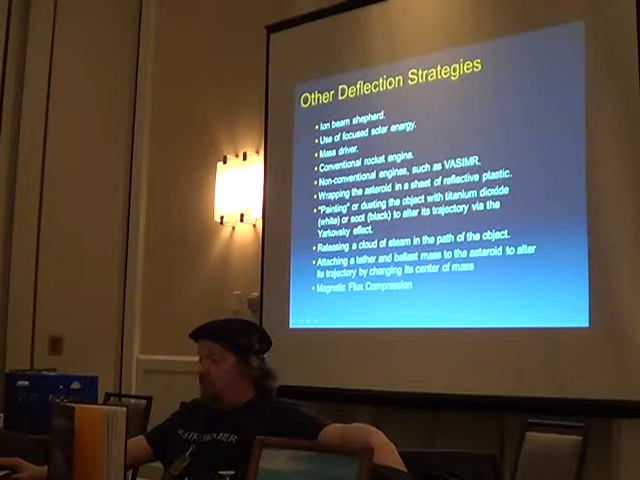 Other Deflection Strategies
Ion beam shepherd.
Use of focused solar energy.
Mass driver.
Conventional rocket engine.
Non-conventional engines, such as VASIMR.
Wrapping the asteroid in a sheet of reflective plastic.
"Painting" or dusting the object with titanium dioxide
(white) or soot (black) to alter its trajectory via the
Yarkovsky effect.
Releasing a cloud of steam in the path of the object.
Attaching a tether and ballast mass to the asteroid to alter
its trajectory by changing its center of mass
Magnetic Flux Compression